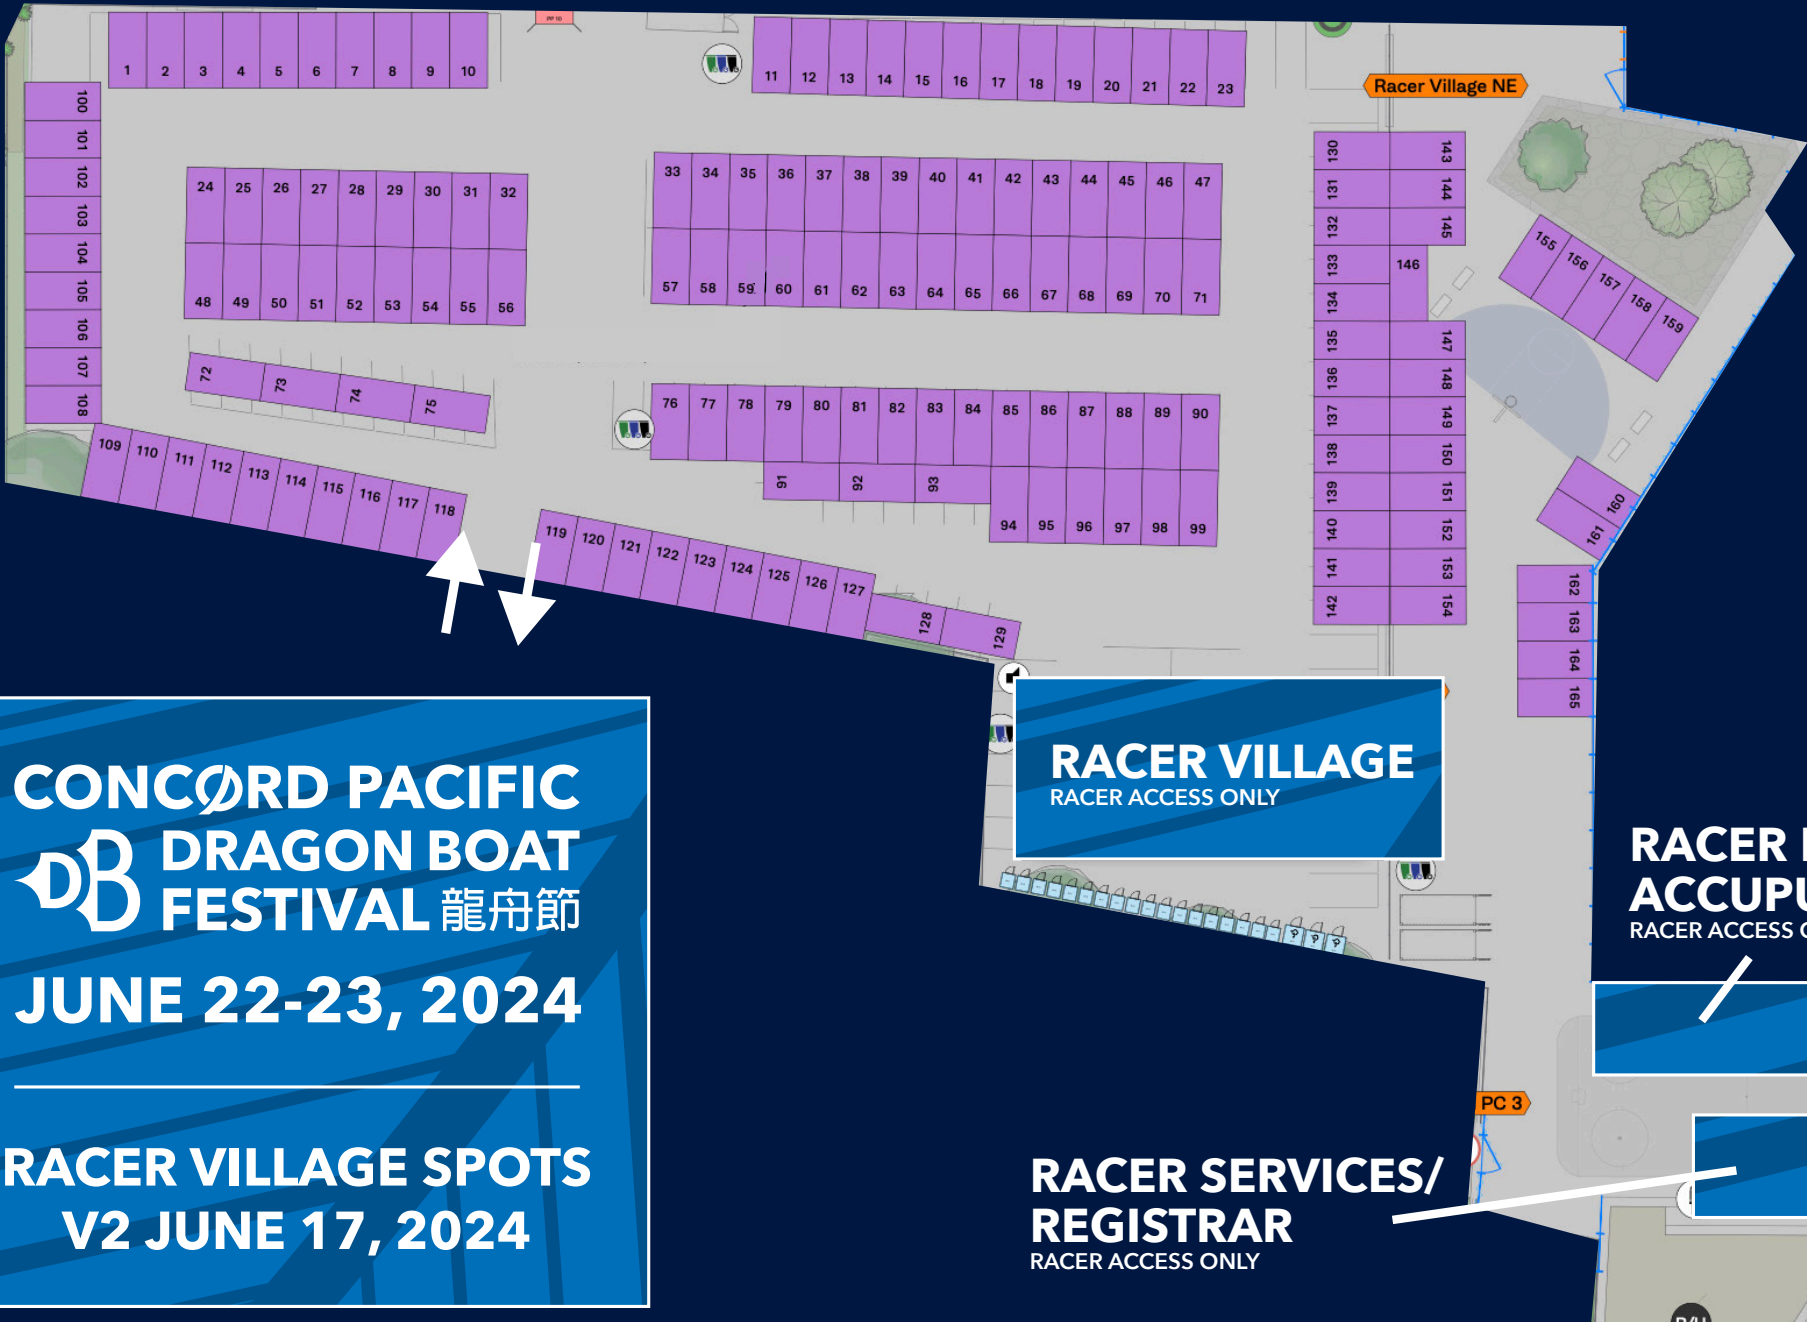 PP 10
1 2 3 4 5 6 7 8 9 10
11 12 13 14 15 16 17 18 19 20 21 22 23
Racer Village NE
100
101
102
103
104
105
106
107
108
24 25 26 27 28 29 30 31 32
48 49 50 51 52 53 54 55 56
33 34 35 36 37 38 39 40 41 42 43 44 45 46 47
57 58 59 60 61 62 63 64 65 66 67 68 69 70 71
130 143
131 144
132 145
133 146
134
135 147
136 148
137 149
138 150
139 151
140 152
141 153
142 154
155 156 157 158 159
160
161
162
163
164
165
72 73 74 75
76 77 78 79 80 81 82 83 84 85 86 87 88 89 90
91 92 93
94 95 96 97 98 99
109 110 111 112 113 114 115 116 117 118
119 120 121 122 123 124 125 126 127
128 129
RACER VILLAGE
RACER ACCESS ONLY
CONCORD PACIFIC
DB DRAGON BOAT
FESTIVAL 龍舟節
JUNE 22-23, 2024
RACER VILLAGE SPOTS
V2 JUNE 17, 2024
RACER
RACER ACCESS
PC 3
RACER SERVICES/
REGISTRAR
RACER ACCESS ONLY